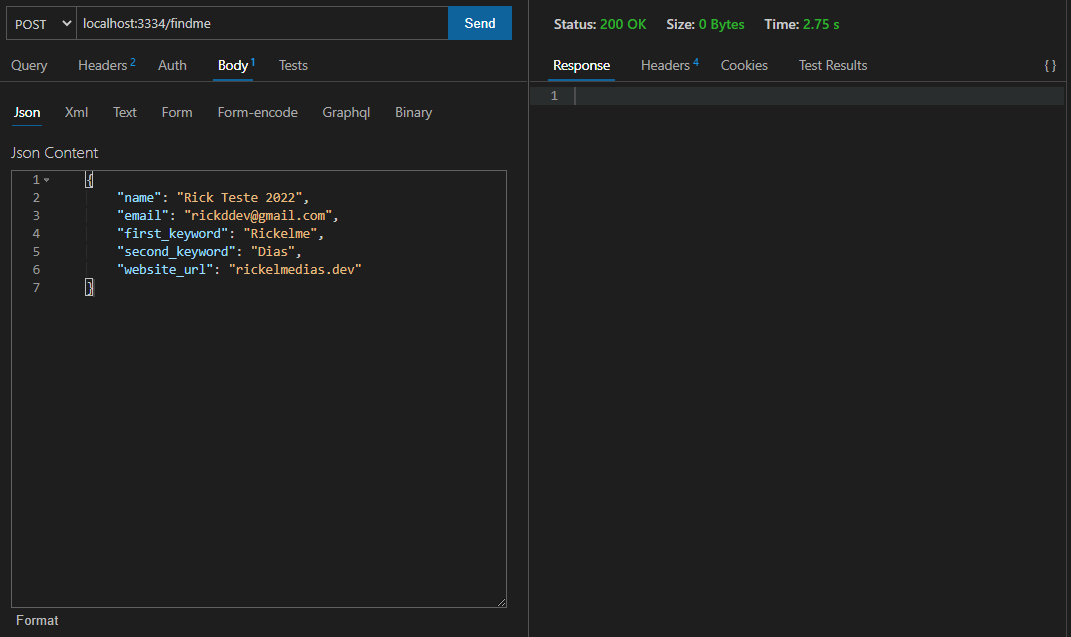 POST localhost:3334/findme Send
Query Headers 2 Auth Body 1 Tests
Json Xml Text Form Form-encode Graphql Binary
Json Content
1 {
2 "name": "Rick Teste 2022",
3 "email": "rickddev@gmail.com",
4 "first_keyword": "Rickelme",
5 "second_keyword": "Dias",
6 "website_url": "rickelmedias.dev"
7 }
Format
Status: 200 OK Size: 0 Bytes Time: 2.75 s
Response Headers 4 Cookies Test Results { }
1